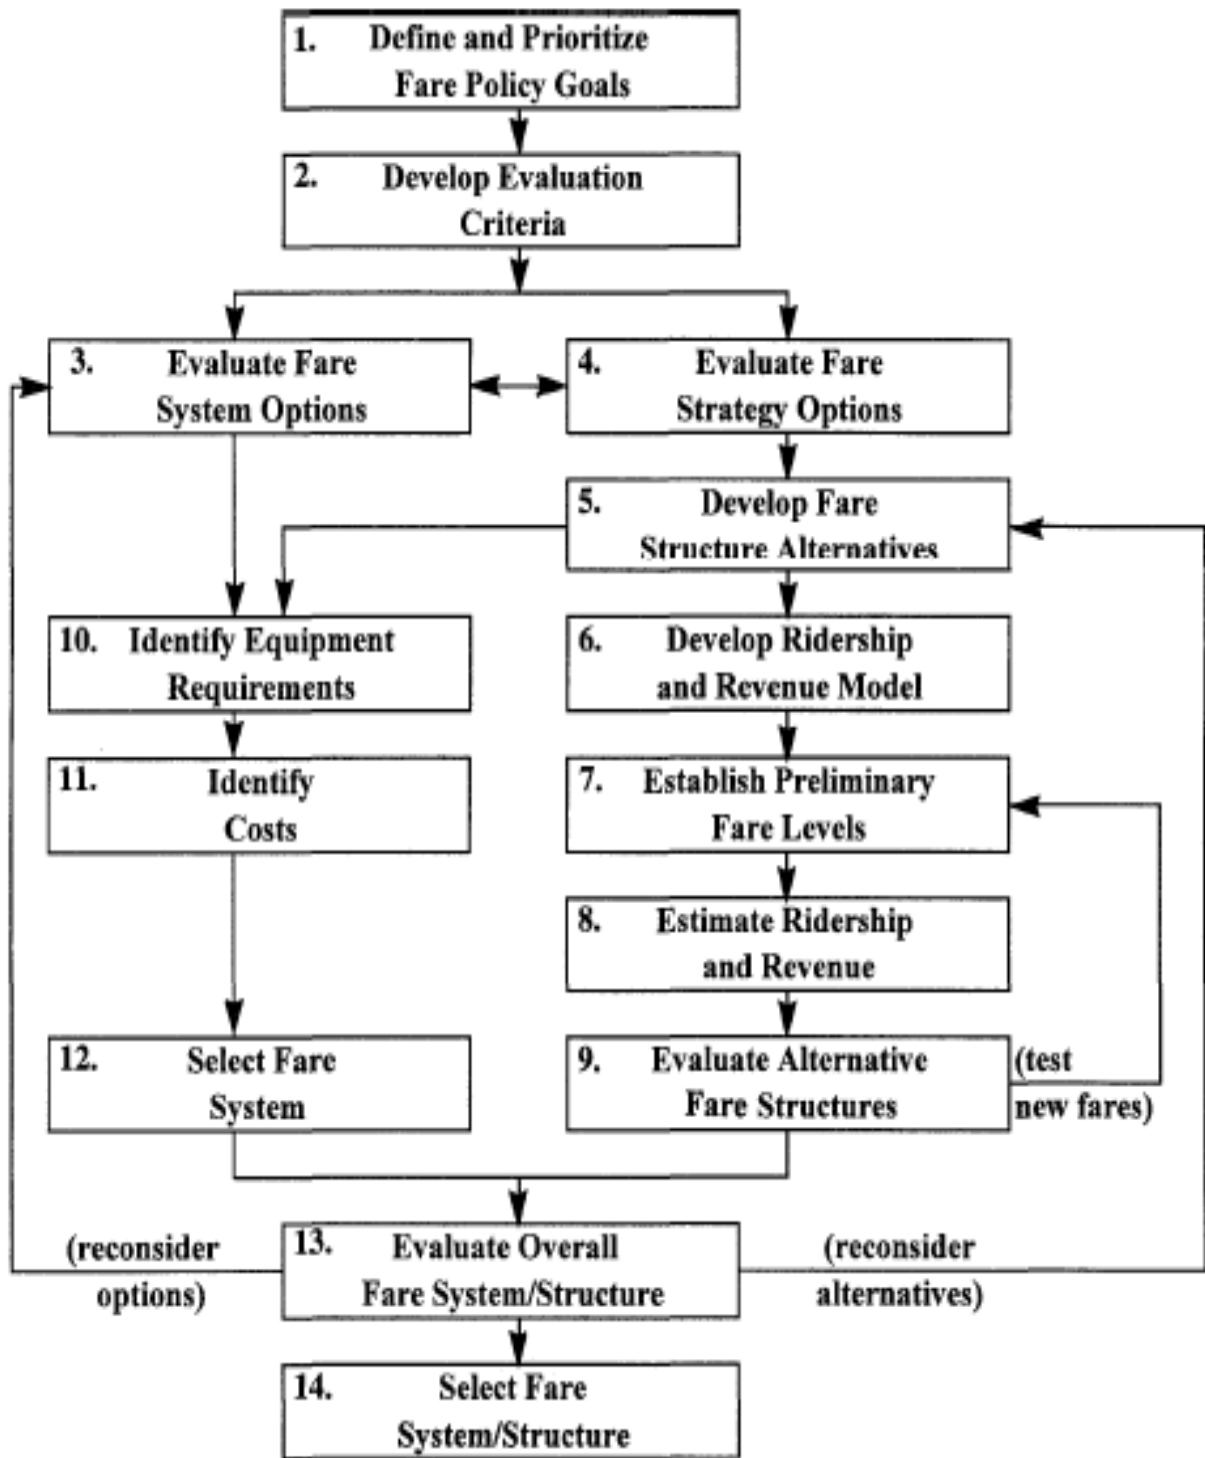 1. Define and Prioritize
Fare Policy Goals
2. Develop Evaluation
Criteria
3. Evaluate Fare
System Options
4. Evaluate Fare
Strategy Options
5. Develop Fare
Structure Alternatives
10. Identify Equipment
Requirements
6. Develop Ridership
and Revenue Model
11. Identify
Costs
7. Establish Preliminary
Fare Levels
8. Estimate Ridership
and Revenue
12. Select Fare
System
9. Evaluate Alternative
Fare Structures
(test
new fares)
(reconsider
options)
13. Evaluate Overall
Fare System/Structure
(reconsider
alternatives)
14. Select Fare
System/Structure